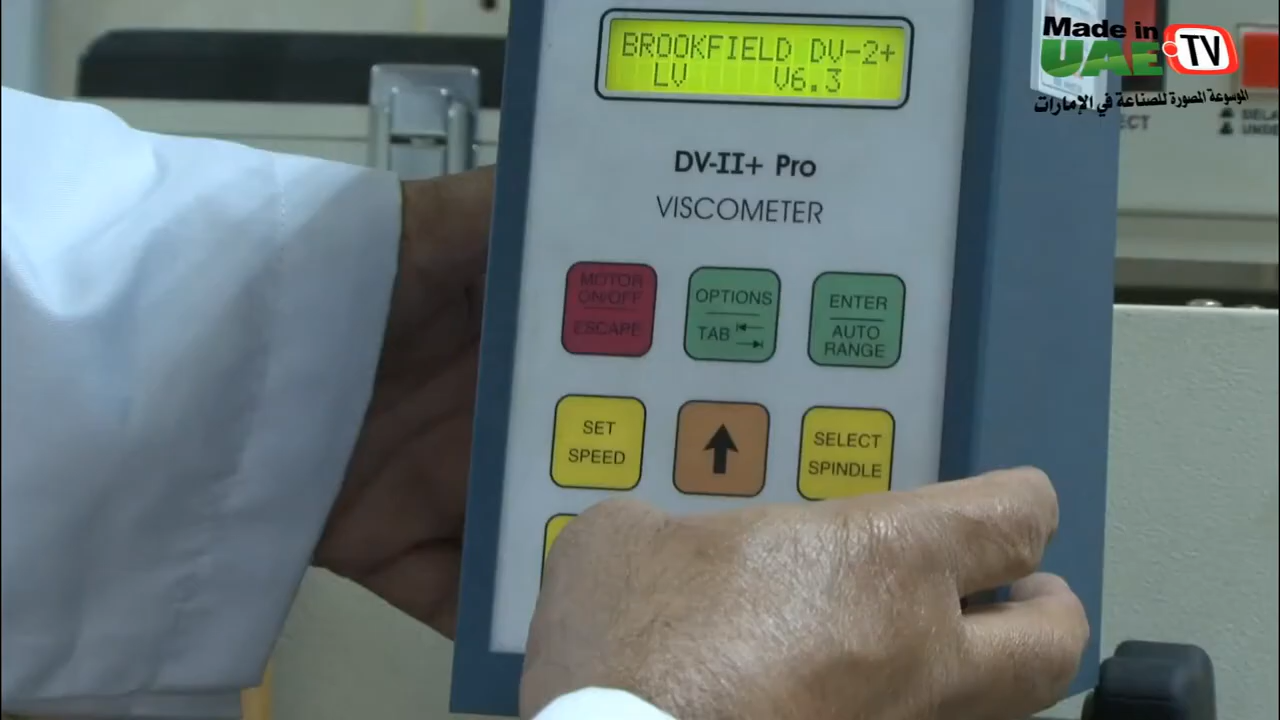 BROOKFIELD DV-2+
LV V6.3
DV-II+ Pro
VISCOMETER
MOTOR
ON/OFF
ESCAPE
OPTIONS
TAB
ENTER
AUTO
RANGE
SET
SPEED
SELECT
SPINDLE
Made in
UAE TV
الموسوعة المصورة للصناعة في الإمارات